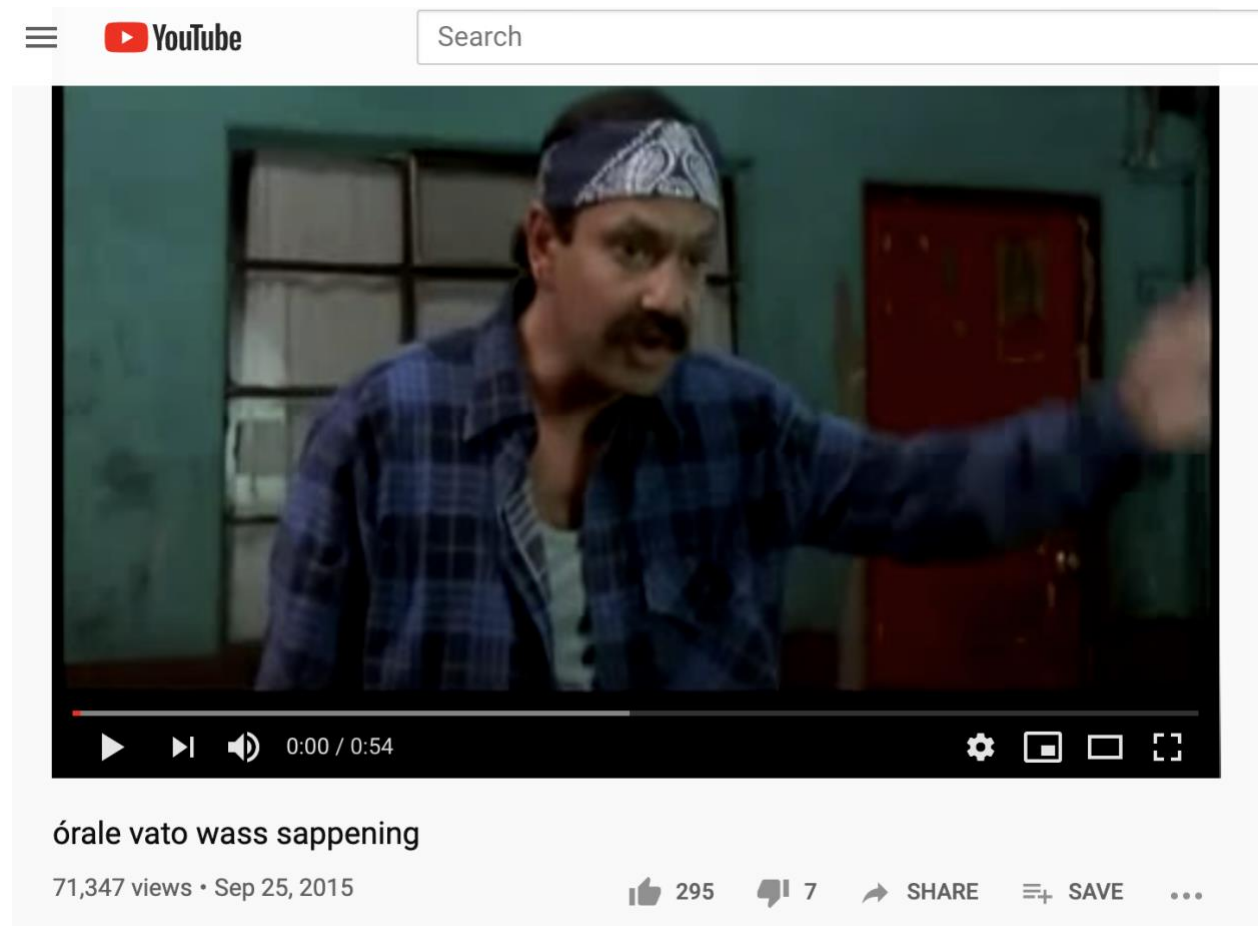 YouTube
Search
0:00 / 0:54
órale vato wass sappening
71,347 views • Sep 25, 2015
295
7
SHARE
SAVE